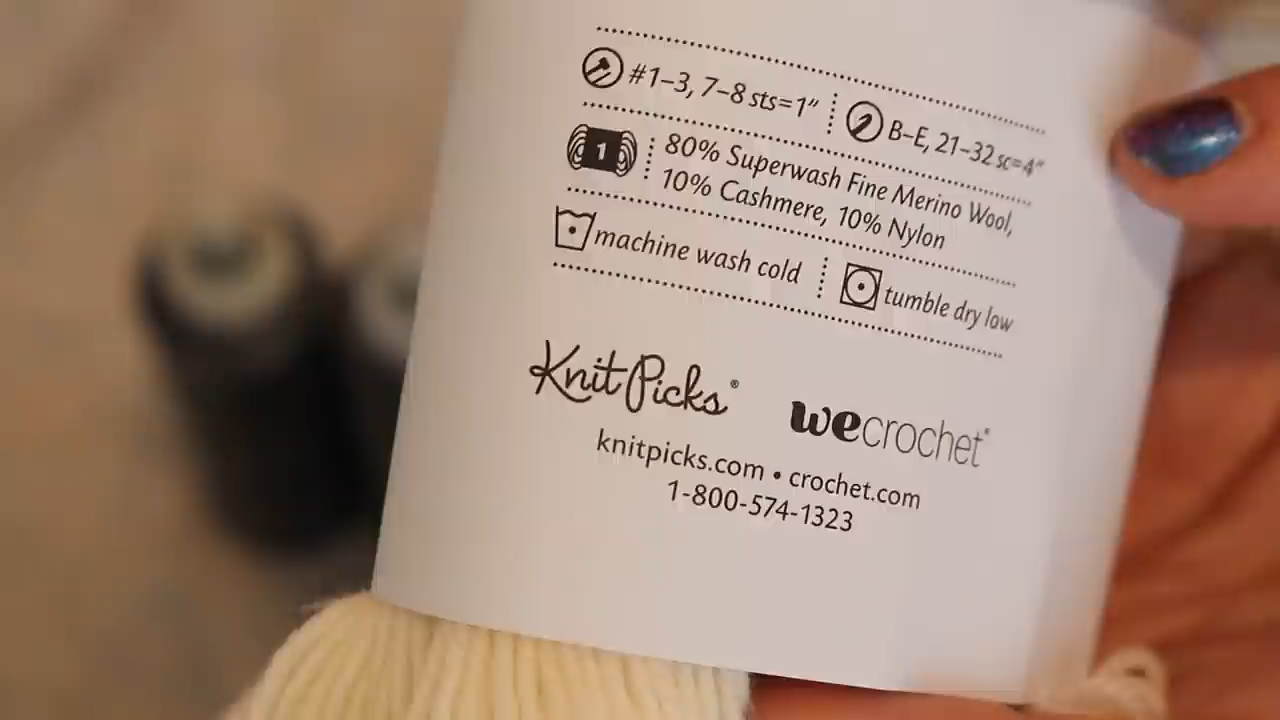 #1–3, 7–8 sts=1″
B–E, 21–32 sc=4″
1
80% Superwash Fine Merino Wool,
10% Cashmere, 10% Nylon
machine wash cold
tumble dry low
KnitPicks®
wecrochet®
knitpicks.com • crochet.com
1-800-574-1323